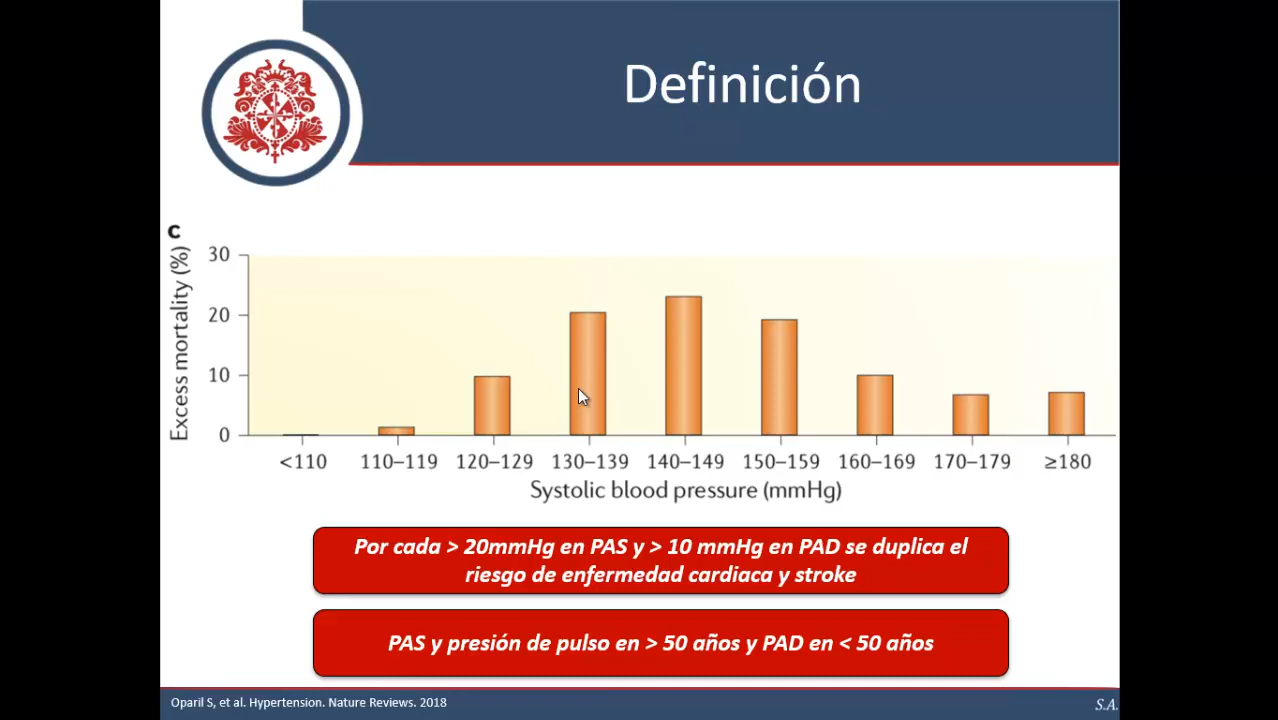 Definición
c
Excess mortality (%)
30
20
10
0
<110 110–119 120–129 130–139 140–149 150–159 160–169 170–179 ≥180
Systolic blood pressure (mmHg)
Por cada > 20mmHg en PAS y > 10 mmHg en PAD se duplica el
riesgo de enfermedad cardiaca y stroke
PAS y presión de pulso en > 50 años y PAD en < 50 años
Oparil S, et al. Hypertension. Nature Reviews. 2018
S.A.